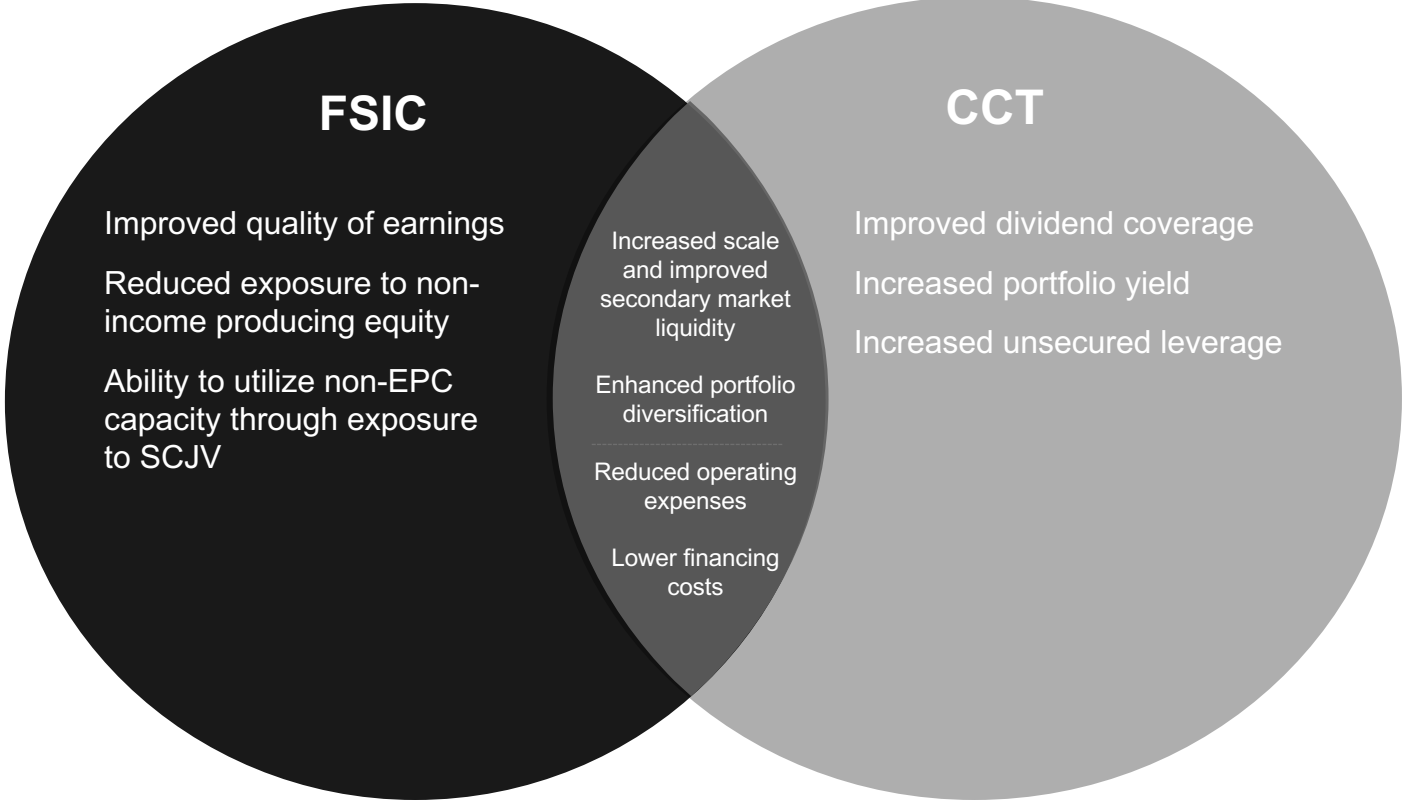 FSIC
Improved quality of earnings
Reduced exposure to non-
income producing equity
Ability to utilize non-EPC
capacity through exposure
to SCJV
Increased scale
and improved
secondary market
liquidity
Enhanced portfolio
diversification
Reduced operating
expenses
Lower financing
costs
CCT
Improved dividend coverage
Increased portfolio yield
Increased unsecured leverage